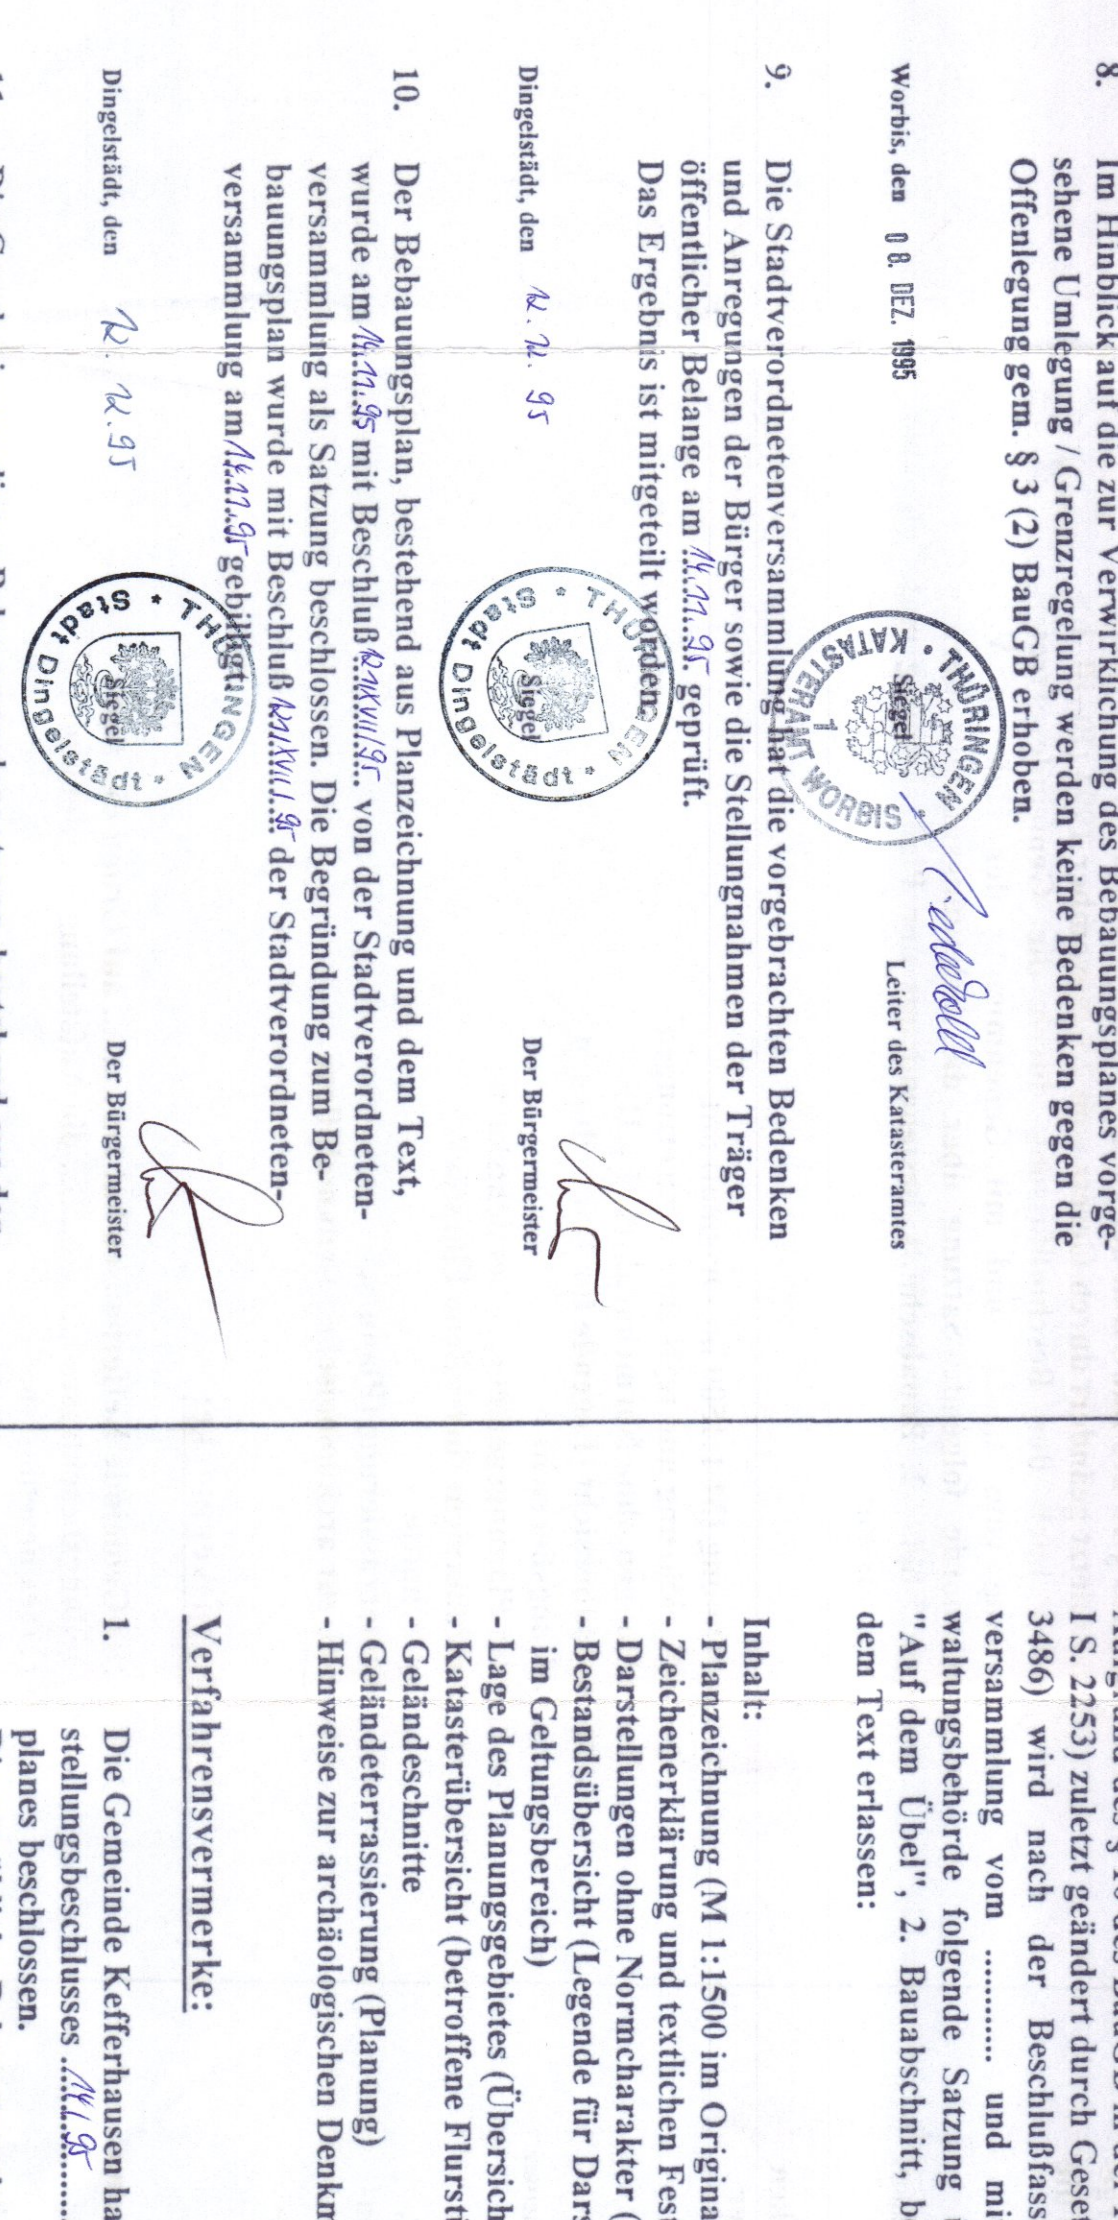 8. Im Hinblick auf die zur Verwirklichung des Bebauungsplanes vorge-
sehene Umlegung / Grenzregelung werden keine Bedenken gegen die
Offenlegung gem. § 3 (2) BauGB erhoben.
Worbis, den 08. DEZ. 1995
THÜRINGEN
KATASTERAMT WORBIS
1
Siegel
Leiter des Katasteramtes
9. Die Stadtverordnetenversammlung hat die vorgebrachten Bedenken
und Anregungen der Bürger sowie die Stellungnahmen der Träger
öffentlicher Belange am 14.11.95 geprüft.
Das Ergebnis ist mitgeteilt worden.
Dingelstädt, den 12. 12. 95
THÜRINGEN
Stadt Dingelstädt
Siegel
Der Bürgermeister
10. Der Bebauungsplan, bestehend aus Planzeichnung und dem Text,
wurde am 14.11.95 mit Beschluß von der Stadtverordneten-
versammlung als Satzung beschlossen. Die Begründung zum Be-
bauungsplan wurde mit Beschluß der Stadtverordneten-
versammlung am 14.11.95 gebilligt.
Dingelstädt, den 12. 12. 95
THÜRINGEN
Stadt Dingelstädt
Siegel
Der Bürgermeister
I S. 2253) zuletzt geändert durch Geset
3486) wird nach der Beschlußfass
versammlung vom ........... und mi
waltungsbehörde folgende Satzung
"Auf dem Übel", 2. Bauabschnitt, b
dem Text erlassen:
Inhalt:
- Planzeichnung (M 1:1500 im Origina
- Zeichenerklärung und textlichen Fest
- Darstellungen ohne Normcharakter (
- Bestandsübersicht (Legende für Dars
im Geltungsbereich)
- Lage des Planungsgebietes (Übersich
- Katasterübersicht (betroffene Flursti
- Geländeschnitte
- Geländeterrassierung (Planung)
- Hinweise zur archäologischen Denkm
Verfahrensvermerke:
1. Die Gemeinde Kefferhausen ha
stellungsbeschlusses
planes beschlossen.